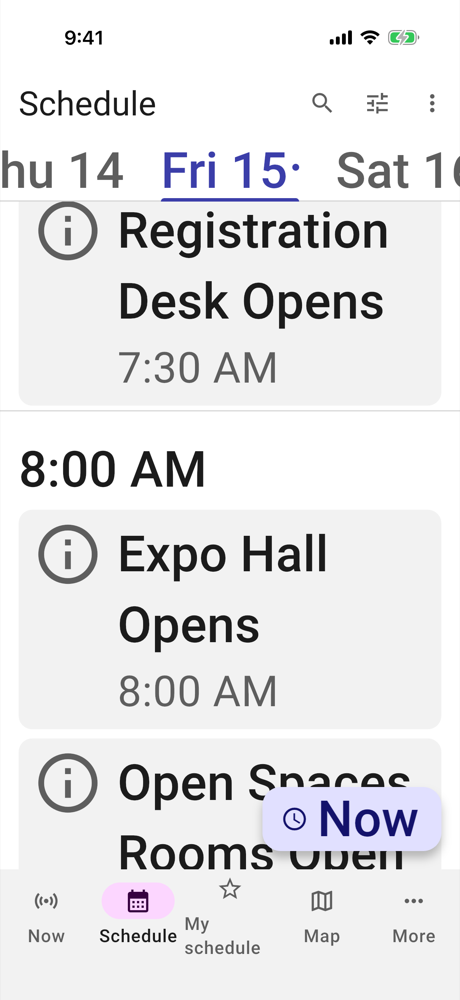 9:41
Schedule
hu 14
Fri 15·
Sat 16
Registration
Desk Opens
7:30 AM
8:00 AM
Expo Hall
Opens
8:00 AM
Open Spaces
Rooms Open
Now
Now
Schedule
My
schedule
Map
More